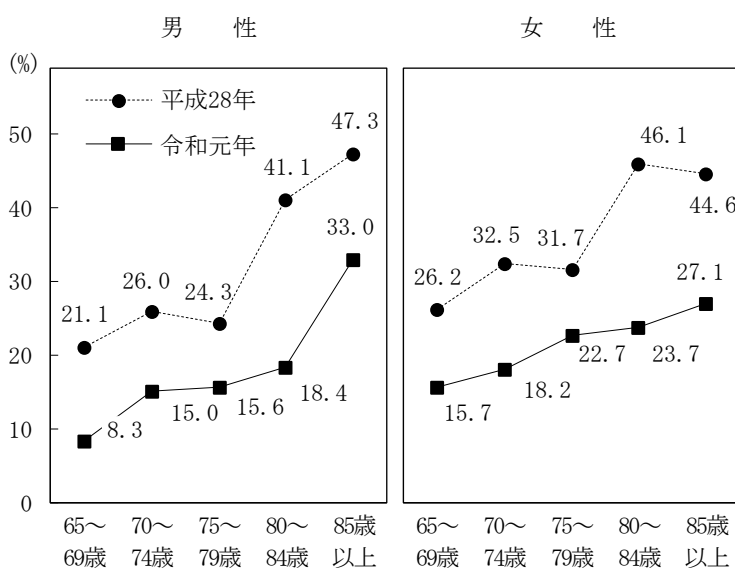 男 性
女 性
(%)
平成28年
令和元年
50
40
30
20
10
0
21.1
26.0
24.3
41.1
47.3
8.3
15.0
15.6
18.4
33.0
26.2
32.5
31.7
46.1
44.6
15.7
18.2
22.7
23.7
27.1
65～
69歳
70～
74歳
75～
79歳
80～
84歳
85歳
以上
65～
69歳
70～
74歳
75～
79歳
80～
84歳
85歳
以上